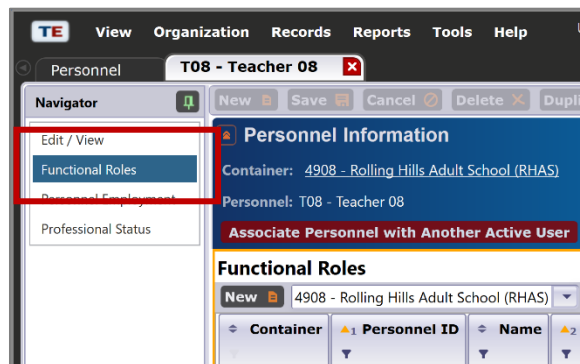 TE View Organization Records Reports Tools Help
Personnel T08 - Teacher 08
Navigator
New Save Cancel Delete
Edit / View
Functional Roles
Personnel Employment
Professional Status
Personnel Information
Container: 4908 - Rolling Hills Adult School (RHAS)
Personnel: T08 - Teacher 08
Associate Personnel with Another Active User
Functional Roles
New 4908 - Rolling Hills Adult School (RHAS)
Container 1 Personnel ID Name 2